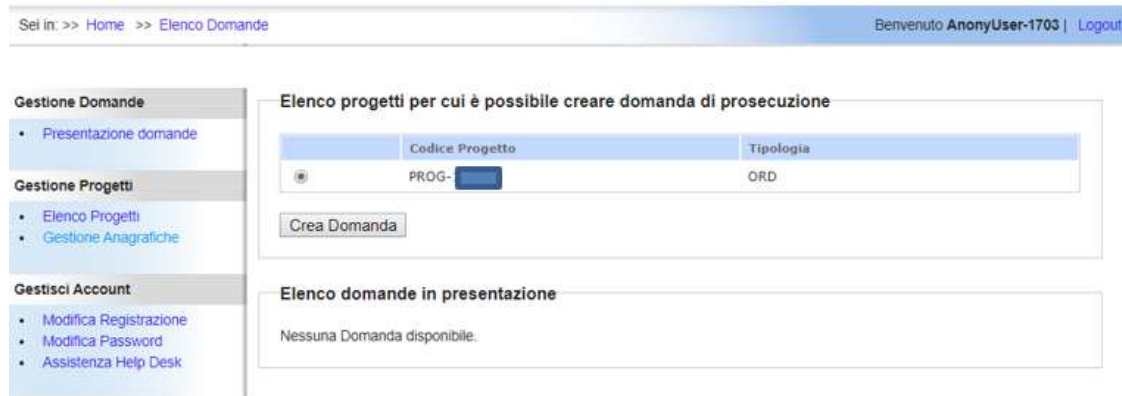 Sei in: >> Home >> Elenco Domande
Benvenuto AnonyUser-1703 | Logout
Gestione Domande
• Presentazione domande
Gestione Progetti
• Elenco Progetti
• Gestione Anagrafiche
Gestisci Account
• Modifica Registrazione
• Modifica Password
• Assistenza Help Desk
Elenco progetti per cui è possibile creare domanda di prosecuzione
Codice Progetto Tipologia
PROG- ORD
Crea Domanda
Elenco domande in presentazione
Nessuna Domanda disponibile.